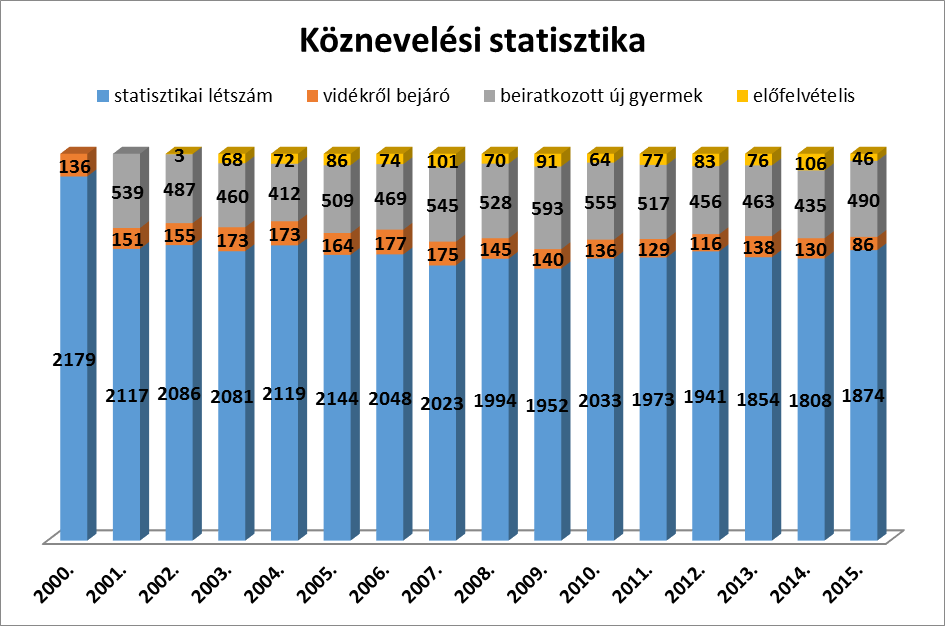 Köznevelési statisztika
statisztikai létszám vidékről bejáró beiratkozott új gyermek előfelvételis
136 3 68 72 86 74 101 70 91 64 77 83 76 106 46
539 487 460 412 509 469 545 528 593 555 517 456 463 435 490
151 155 173 173 164 177 175 145 140 136 129 116 138 130 86
2179 2117 2086 2081 2119 2144 2048 2023 1994 1952 2033 1973 1941 1854 1808 1874
2000. 2001. 2002. 2003. 2004. 2005. 2006. 2007. 2008. 2009. 2010. 2011. 2012. 2013. 2014. 2015.